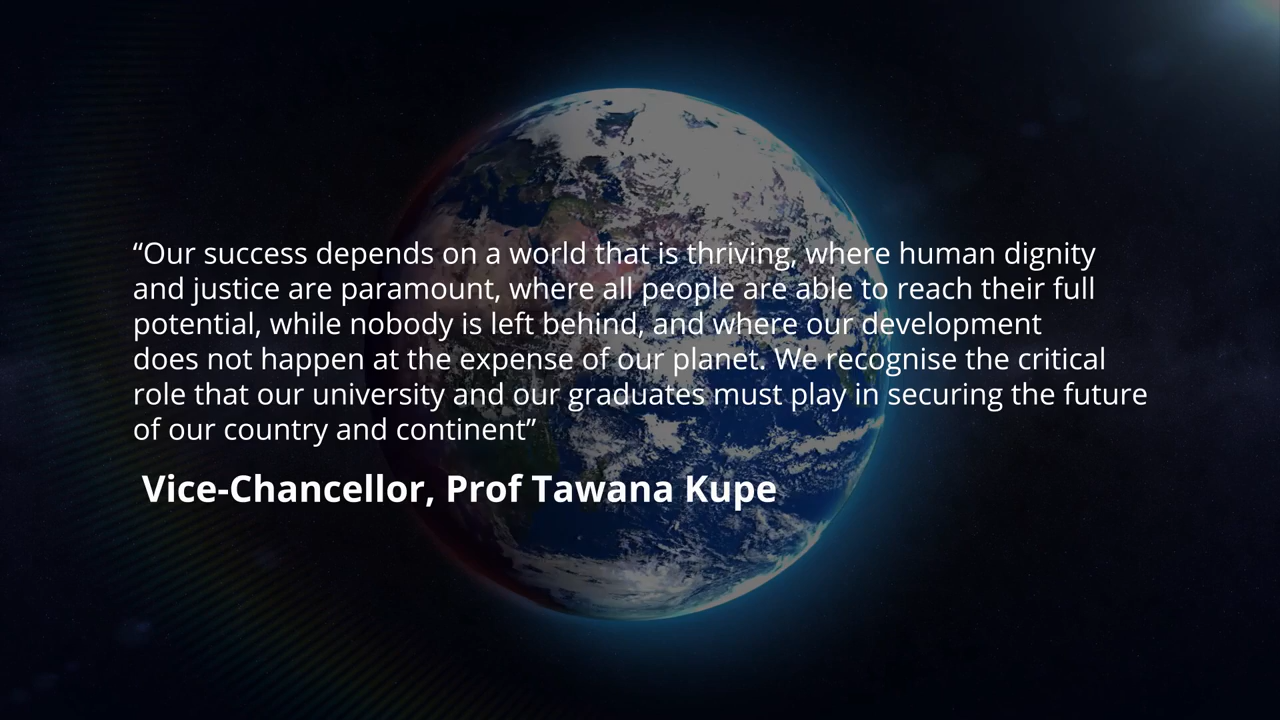 “Our success depends on a world that is thriving, where human dignity
and justice are paramount, where all people are able to reach their full
potential, while nobody is left behind, and where our development
does not happen at the expense of our planet. We recognise the critical
role that our university and our graduates must play in securing the future
of our country and continent”
Vice-Chancellor, Prof Tawana Kupe